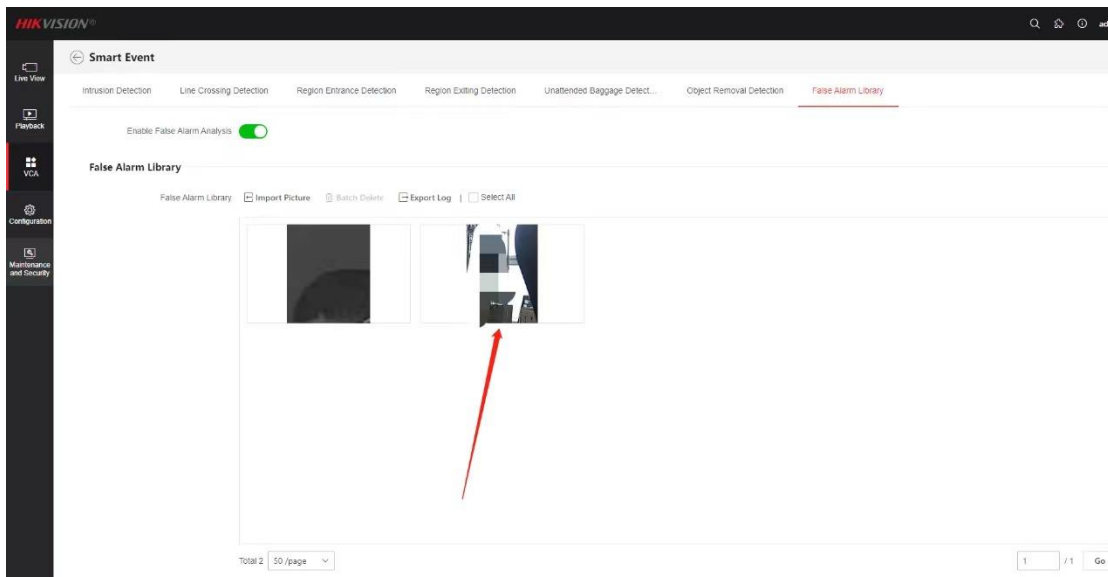 HIKVISION®
ad
Smart Event
Live View
Intrusion Detection Line Crossing Detection Region Entrance Detection Region Exiting Detection Unattended Baggage Detect... Object Removal Detection False Alarm Library
Playback
Enable False Alarm Analysis
VCA
False Alarm Library
False Alarm Library Import Picture Batch Delete Export Log | Select All
Configuration
Maintenance
and Security
Total 2 50 /page 1 / 1 Go